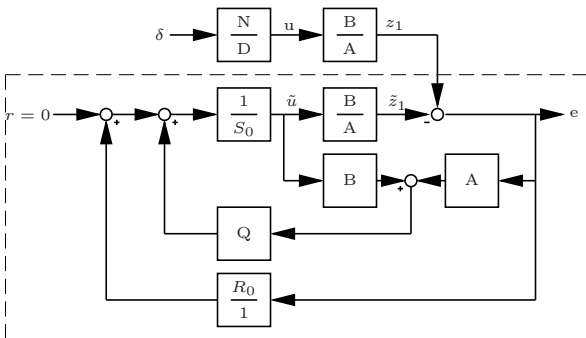 δ N/D u B/A z₁
r = 0 + + 1/S₀ ũ B/A z̃₁ - e
B + A
Q
R₀/1